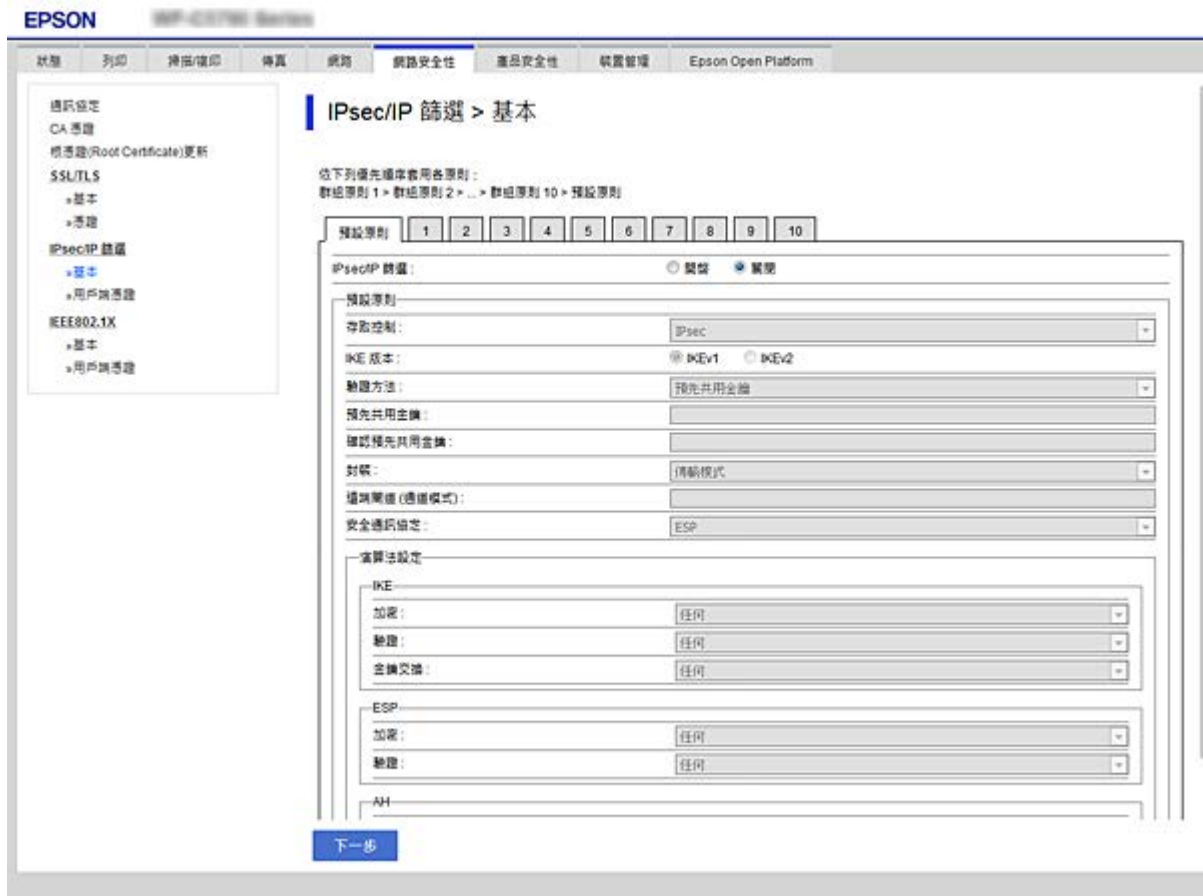 EPSON
狀態 列印 掃描/複印 傳真 網路 網路安全性 產品安全性 裝置管理 Epson Open Platform
通訊協定
CA 憑證
根憑證(Root Certificate)更新
SSL/TLS
»基本
»憑證
IPsec/IP 篩選
»基本
»用戶端憑證
IEEE802.1X
»基本
»用戶端憑證
IPsec/IP 篩選 > 基本
依下列優先順序套用各原則 :
群組原則 1 > 群組原則 2 > ... > 群組原則 10 > 預設原則
預設原則 1 2 3 4 5 6 7 8 9 10
IPsec/IP 篩選 : 開啟 關閉
預設原則
存取控制 : IPsec
IKE 版本 : IKEv1 IKEv2
驗證方法 : 預先共用金鑰
預先共用金鑰 :
確認預先共用金鑰 :
封裝 : 傳輸模式
遠端閘道 (通道模式) :
安全通訊協定 : ESP
演算法設定
IKE
加密 : 任何
驗證 : 任何
金鑰交換 : 任何
ESP
加密 : 任何
驗證 : 任何
AH
下一步